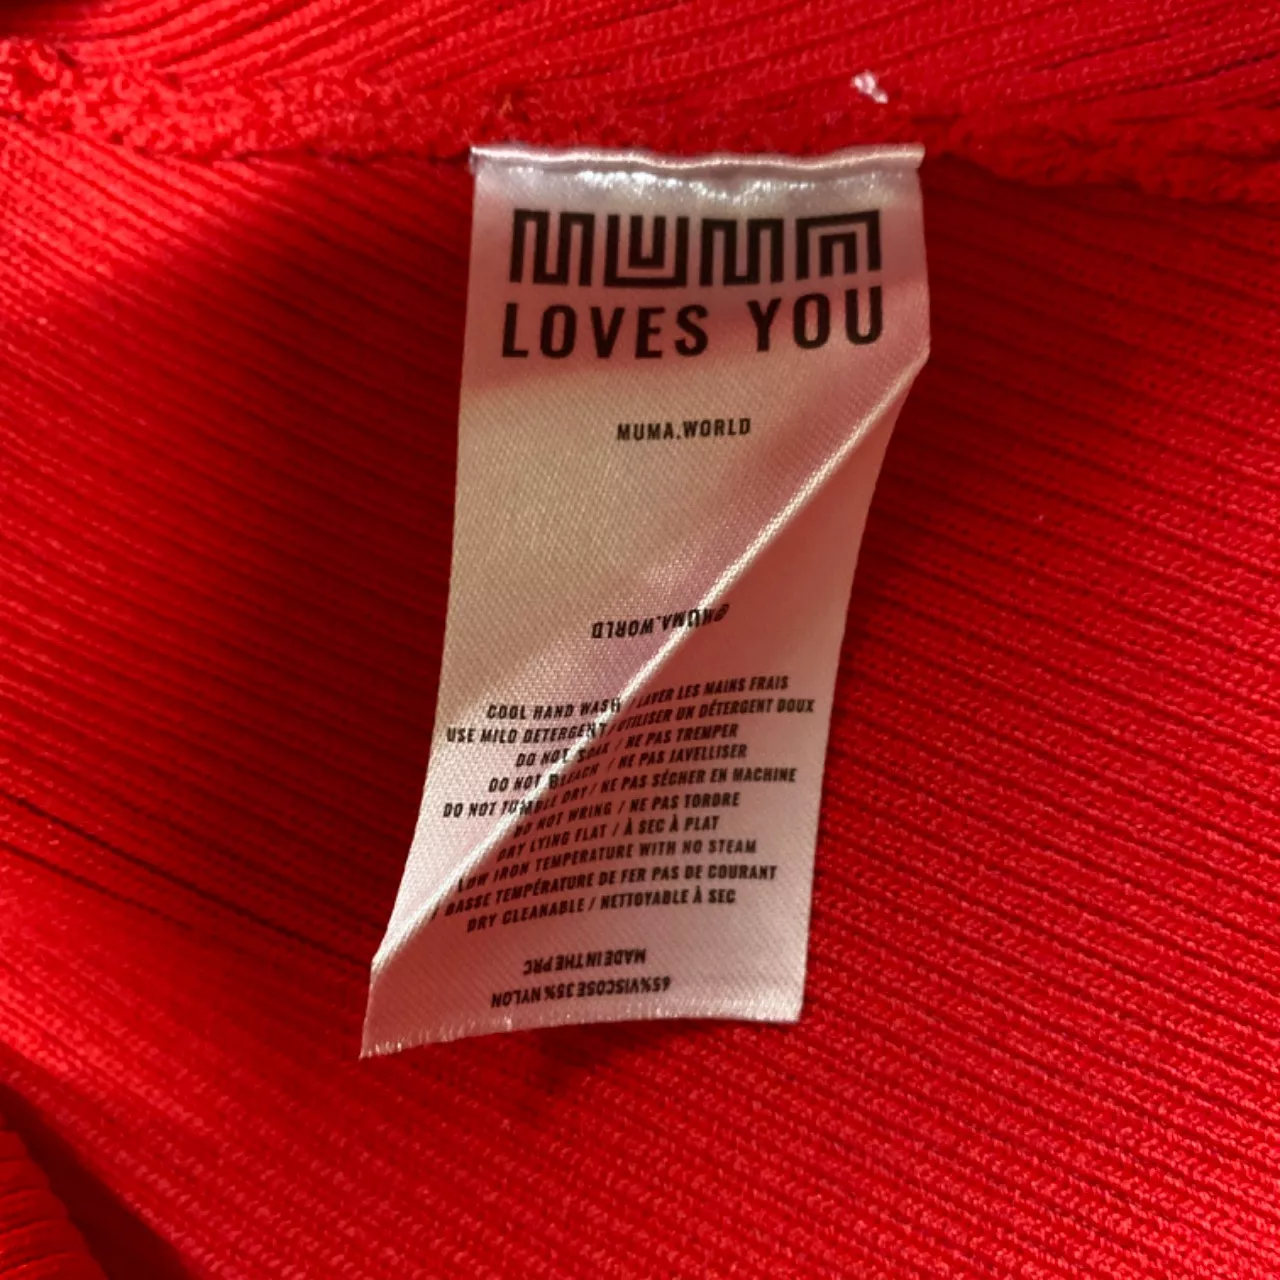 MUMA
LOVES YOU
MUMA.WORLD
@MUMA.WORLD
COOL HAND WASH / LAVER LES MAINS FRAIS
USE MILD DETERGENT / UTILISER UN DÉTERGENT DOUX
DO NOT SOAK / NE PAS TREMPER
DO NOT BLEACH / NE PAS JAVELLISER
DO NOT TUMBLE DRY / NE PAS SÉCHER EN MACHINE
DO NOT WRING / NE PAS TORDRE
DRY LYING FLAT / À SEC À PLAT
LOW IRON TEMPERATURE WITH NO STEAM
BASSE TEMPÉRATURE DE FER PAS DE COURANT
DRY CLEANABLE / NETTOYABLE À SEC
65%VISCOSE 35% NYLON
MADE IN THE PRC